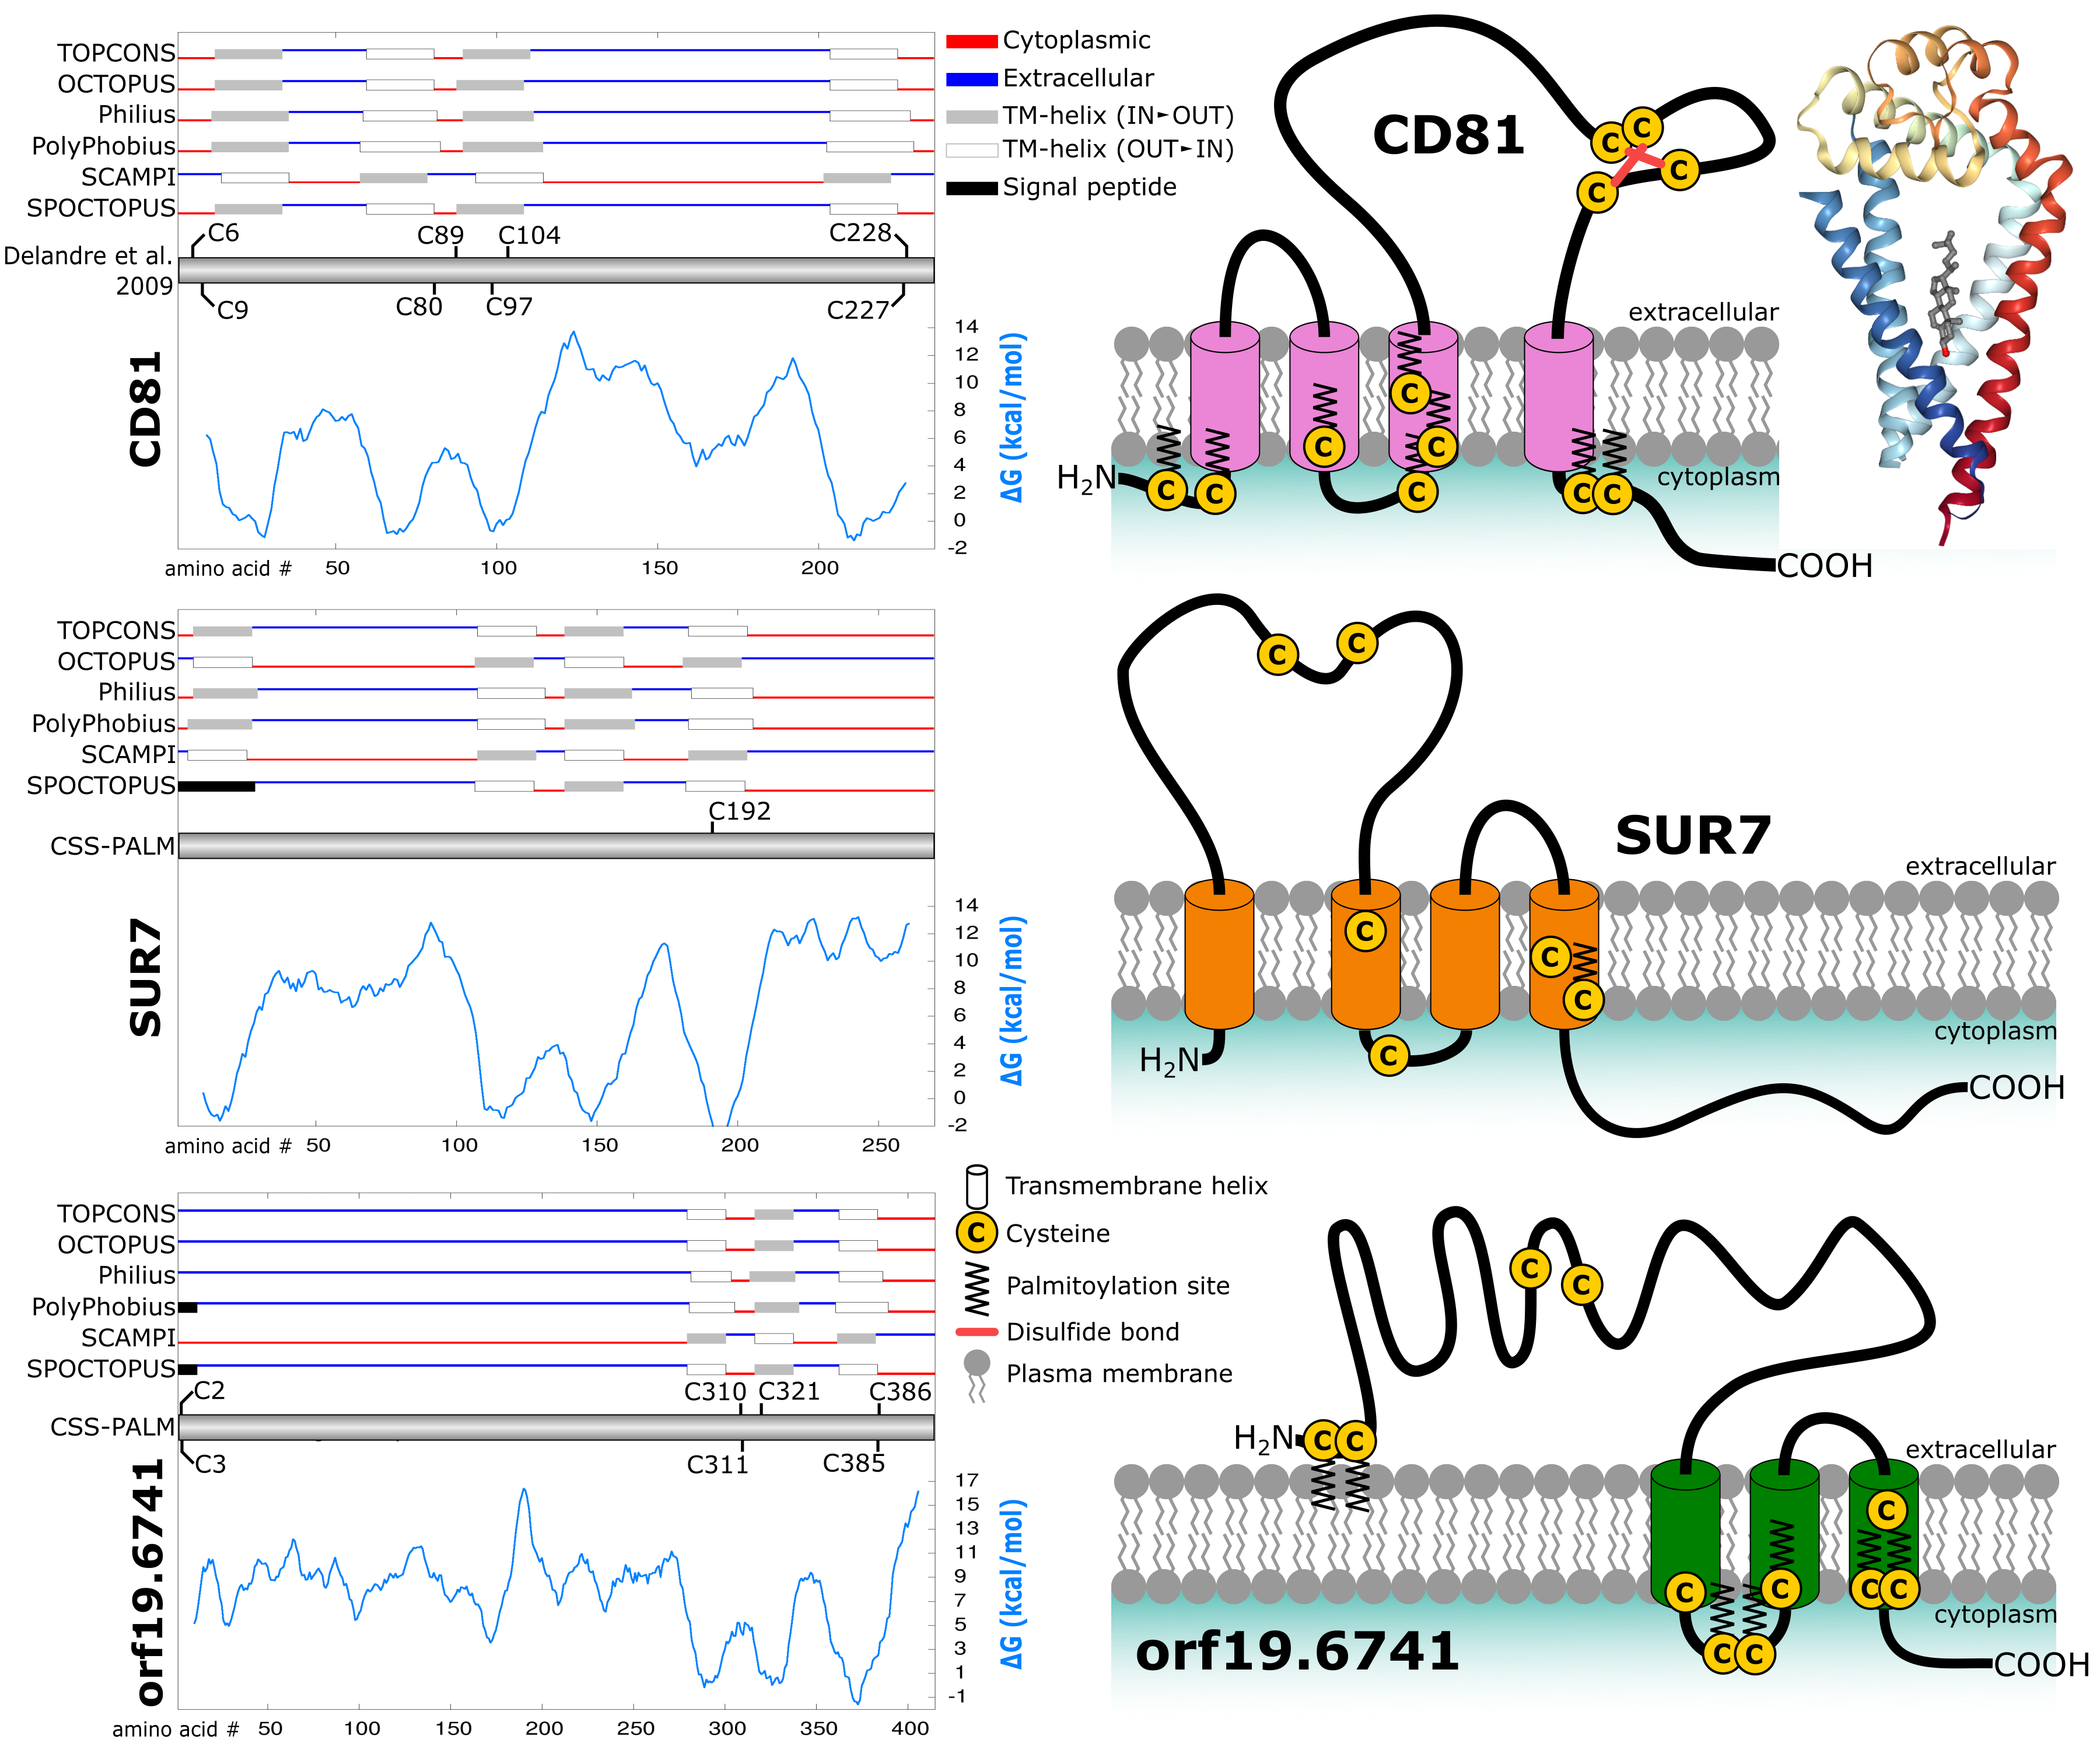 TOPCONS
OCTOPUS
Philius
PolyPhobius
SCAMPI
SPOCTOPUS
C6
C89
C104
C228
Delandre et al.
2009
C9
C80
C97
C227
CD81
14
12
10
8
6
4
2
0
-2
ΔG (kcal/mol)
amino acid #
50
100
150
200
Cytoplasmic
Extracellular
TM-helix (IN►OUT)
TM-helix (OUT►IN)
Signal peptide
CD81
C
C
C
C
extracellular
C
C
C
C
C
C
C
C
H2N
cytoplasm
COOH
TOPCONS
OCTOPUS
Philius
PolyPhobius
SCAMPI
SPOCTOPUS
C192
CSS-PALM
SUR7
14
12
10
8
6
4
2
0
-2
ΔG (kcal/mol)
amino acid #
50
100
150
200
250
C
C
SUR7
extracellular
C
C
C
C
cytoplasm
H2N
COOH
TOPCONS
OCTOPUS
Philius
PolyPhobius
SCAMPI
SPOCTOPUS
C2
C310
C321
C386
CSS-PALM
C3
C311
C385
orf19.6741
17
15
13
11
9
7
5
3
1
-1
ΔG (kcal/mol)
amino acid #
50
100
150
200
250
300
350
400
Transmembrane helix
C Cysteine
Palmitoylation site
Disulfide bond
Plasma membrane
C
C
H2N
C
C
extracellular
C
C
C
C
C
C
C
cytoplasm
orf19.6741
COOH